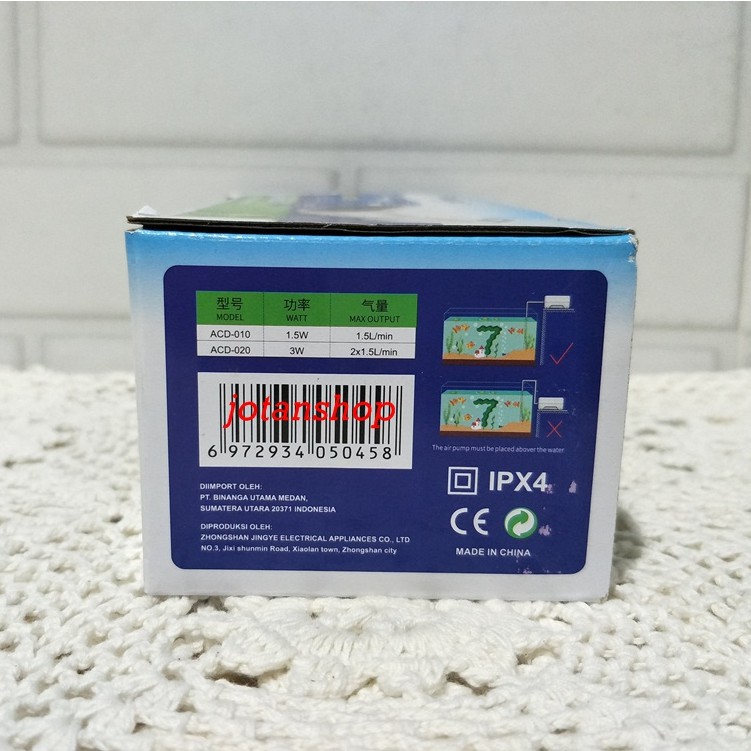 型号 功率 气量
MODEL WATT MAX OUTPUT
ACD-010 1.5W 1.5L/min
ACD-020 3W 2x1.5L/min
jotanshop
6 972934 050458
The air pump must be placed abover the water
DIIMPORT OLEH:
PT. BINANGA UTAMA MEDAN,
SUMATERA UTARA 20371 INDONESIA
DIPRODUKSI OLEH:
ZHONGSHAN JINGYE ELECTRICAL APPLIANCES CO., LTD
NO.3, Jixi shunmin Road, Xiaolan town, Zhongshan city
IPX4
CE
MADE IN CHINA